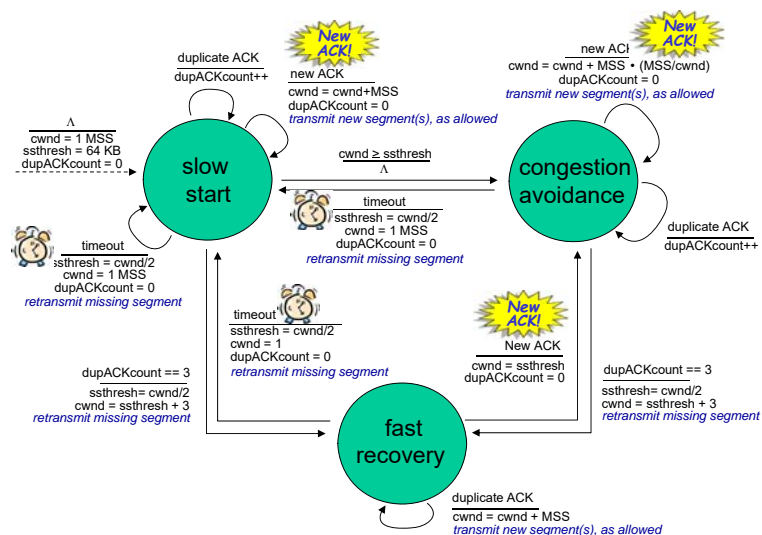 New
ACK!
duplicate ACK
dupACKcount++
new ACK
cwnd = cwnd+MSS
dupACKcount = 0
transmit new segment(s), as allowed
New
ACK!
new ACK
cwnd = cwnd + MSS • (MSS/cwnd)
dupACKcount = 0
transmit new segment(s), as allowed
Λ
cwnd = 1 MSS
ssthresh = 64 KB
dupACKcount = 0
slow
start
cwnd ≥ ssthresh
Λ
congestion
avoidance
timeout
ssthresh = cwnd/2
cwnd = 1 MSS
dupACKcount = 0
retransmit missing segment
duplicate ACK
dupACKcount++
timeout
ssthresh = cwnd/2
cwnd = 1 MSS
dupACKcount = 0
retransmit missing segment
timeout
ssthresh = cwnd/2
cwnd = 1
dupACKcount = 0
retransmit missing segment
New
ACK!
New ACK
cwnd = ssthresh
dupACKcount = 0
dupACKcount == 3
ssthresh= cwnd/2
cwnd = ssthresh + 3
retransmit missing segment
dupACKcount == 3
ssthresh= cwnd/2
cwnd = ssthresh + 3
retransmit missing segment
fast
recovery
duplicate ACK
cwnd = cwnd + MSS
transmit new segment(s), as allowed